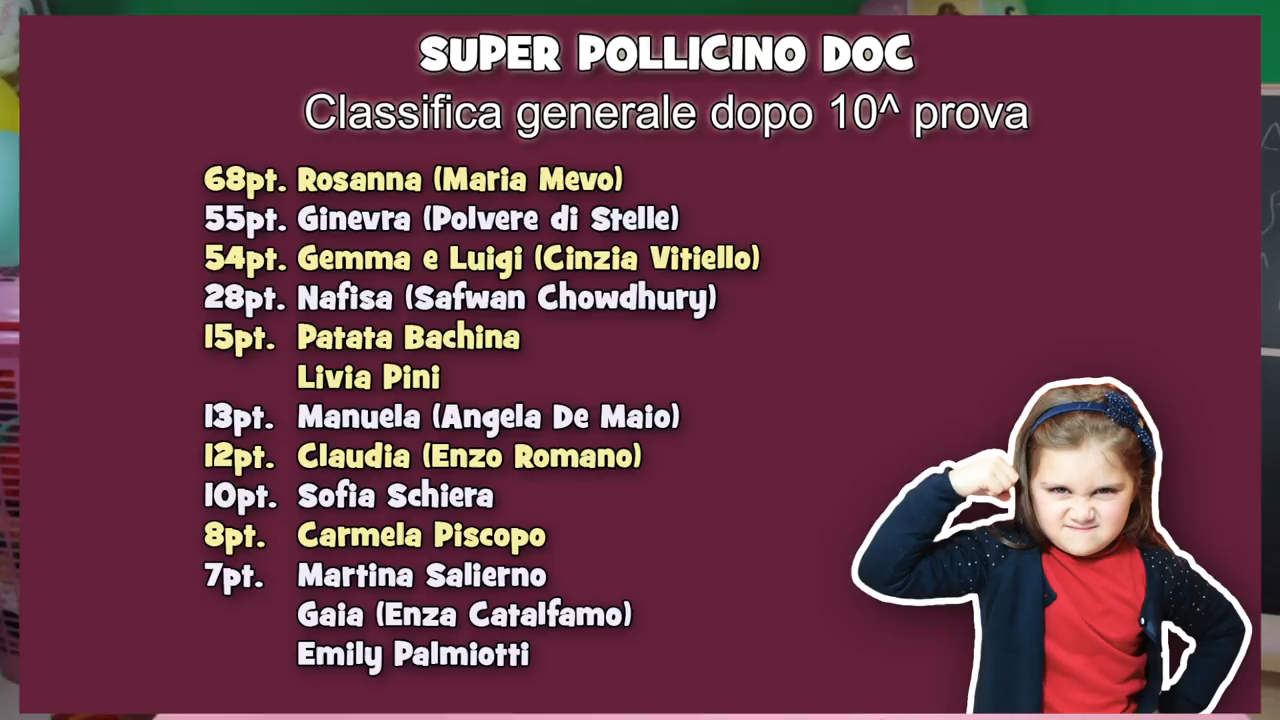 SUPER POLLICINO DOC
Classifica generale dopo 10^ prova
68pt. Rosanna (Maria Mevo)
55pt. Ginevra (Polvere di Stelle)
54pt. Gemma e Luigi (Cinzia Vitiello)
28pt. Nafisa (Safwan Chowdhury)
15pt. Patata Bachina
Livia Pini
13pt. Manuela (Angela De Maio)
12pt. Claudia (Enzo Romano)
10pt. Sofia Schiera
8pt. Carmela Piscopo
7pt. Martina Salierno
Gaia (Enza Catalfamo)
Emily Palmiotti